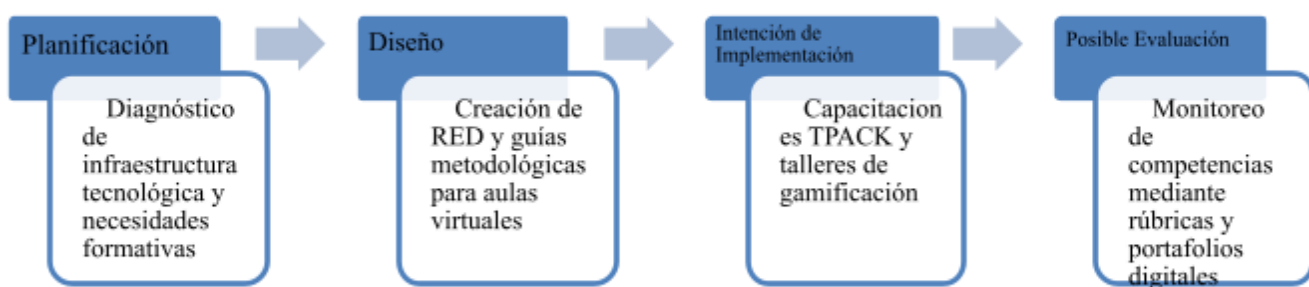 Planificación
Diagnóstico
de
infraestructura
tecnológica y
necesidades
formativas
Diseño
Creación de
RED y guías
metodológicas
para aulas
virtuales
Intención de
Implementación
Capacitacion
es TPACK y
talleres de
gamificación
Posible Evaluación
Monitoreo
de
competencias
mediante
rúbricas y
portafolios
digitales